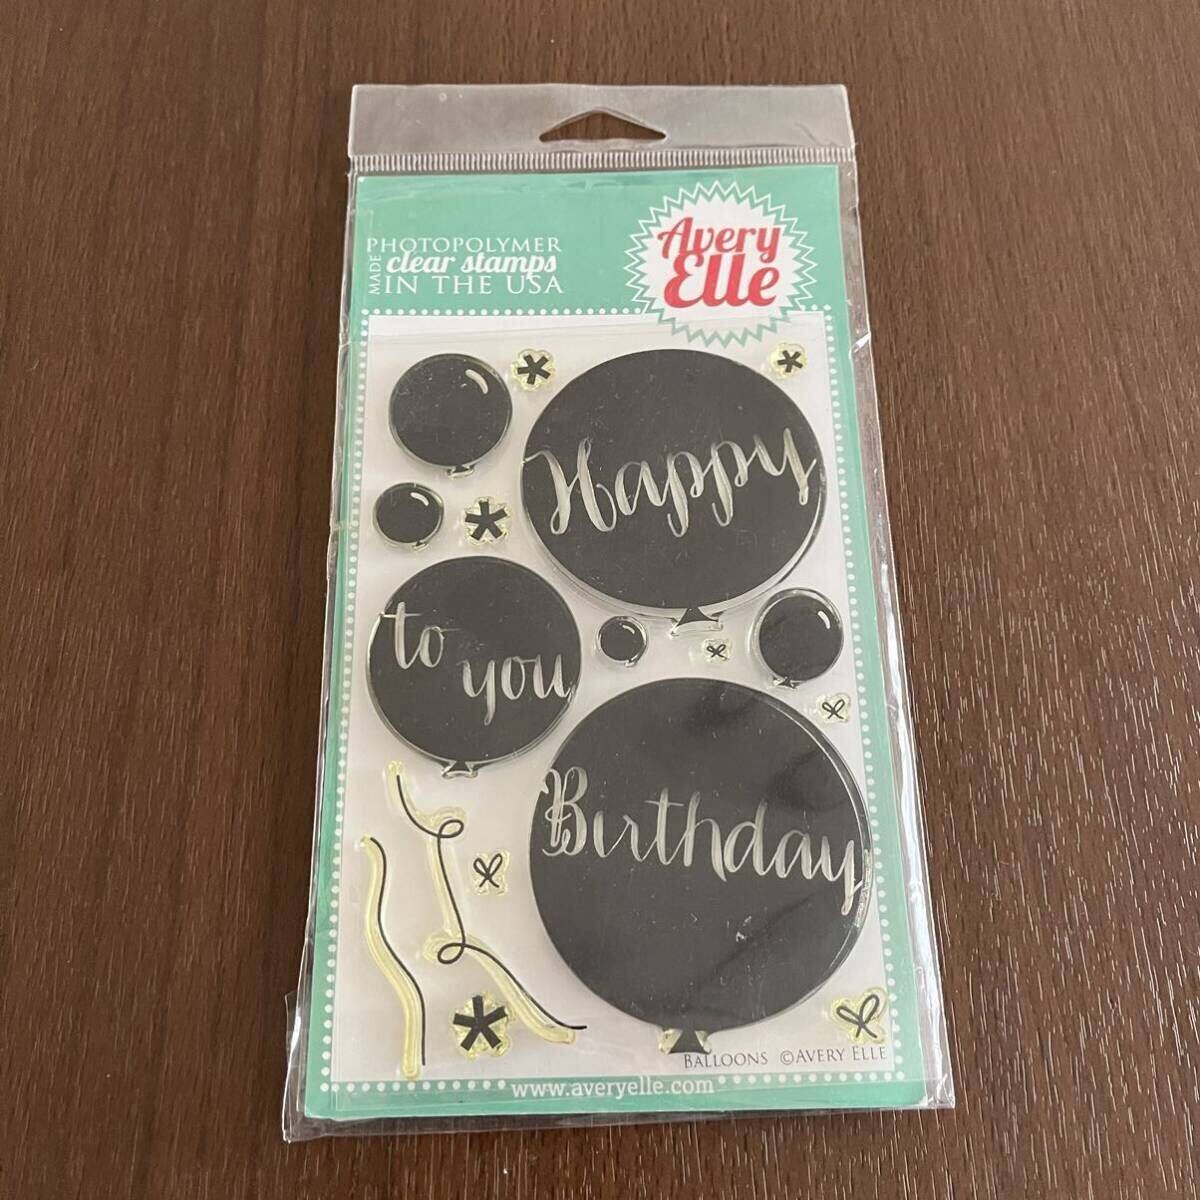 PHOTOPOLYMER
MADE clear stamps
IN THE USA
Avery
Elle
Happy
to
you
Birthday
BALLOONS ©AVERY ELLE
www.averyelle.com